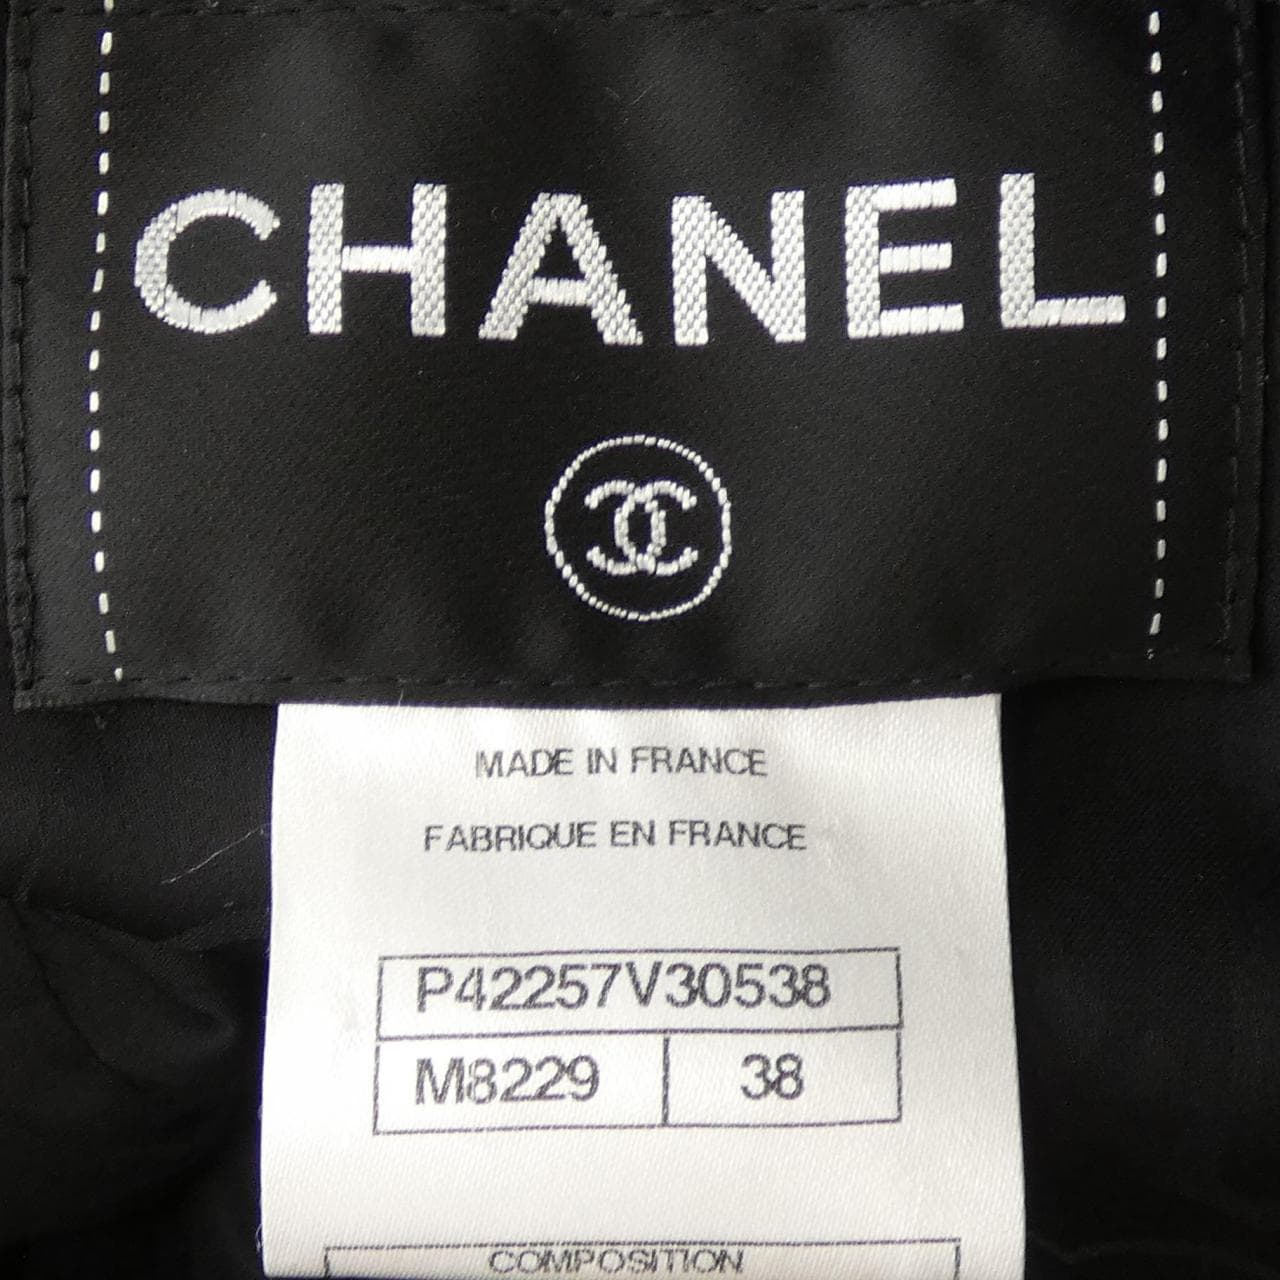 CHANEL
MADE IN FRANCE
FABRIQUE EN FRANCE
P42257V30538
M8229 38
COMPOSITION